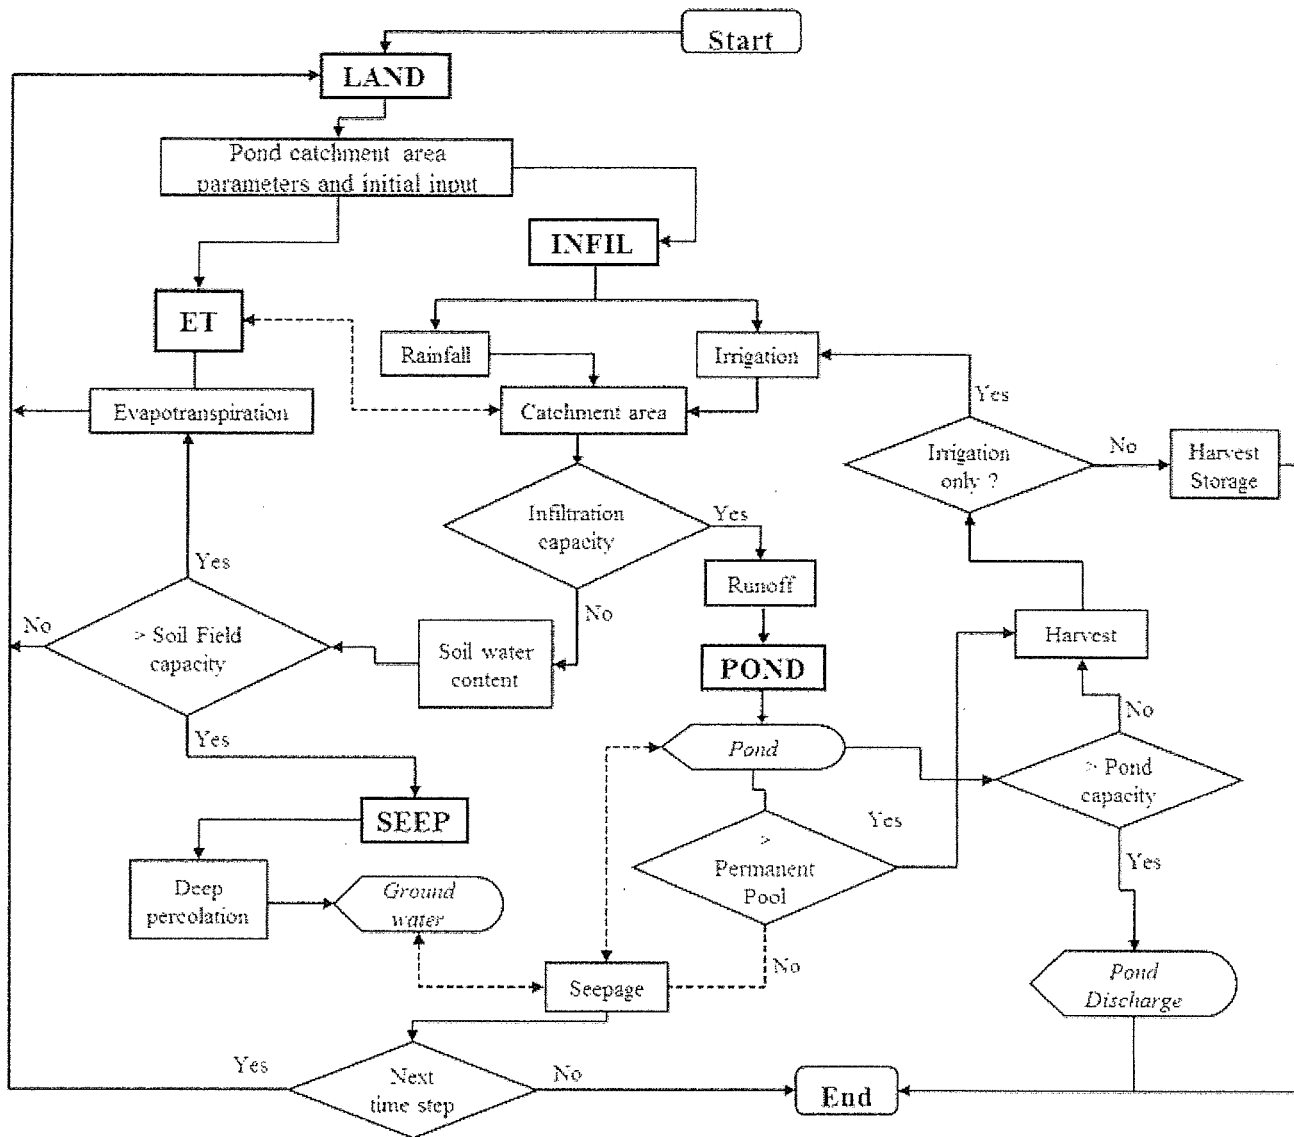 Start
LAND
Pond catchment area
parameters and initial input
INFIL
ET
Rainfall
Irrigation
Evapotranspiration
Catchment area
Yes
Irrigation
only ?
No
Harvest
Storage
Infiltration
capacity
Yes
Yes
Runoff
No
No
> Soil Field
capacity
Soil water
content
Harvest
POND
Yes
No
Pond
> Pond
capacity
SEEP
Yes
>
Permanent
Pool
Yes
Deep
percolation
Ground
water
No
Seepage
Pond
Discharge
Yes
Next
time step
No
End